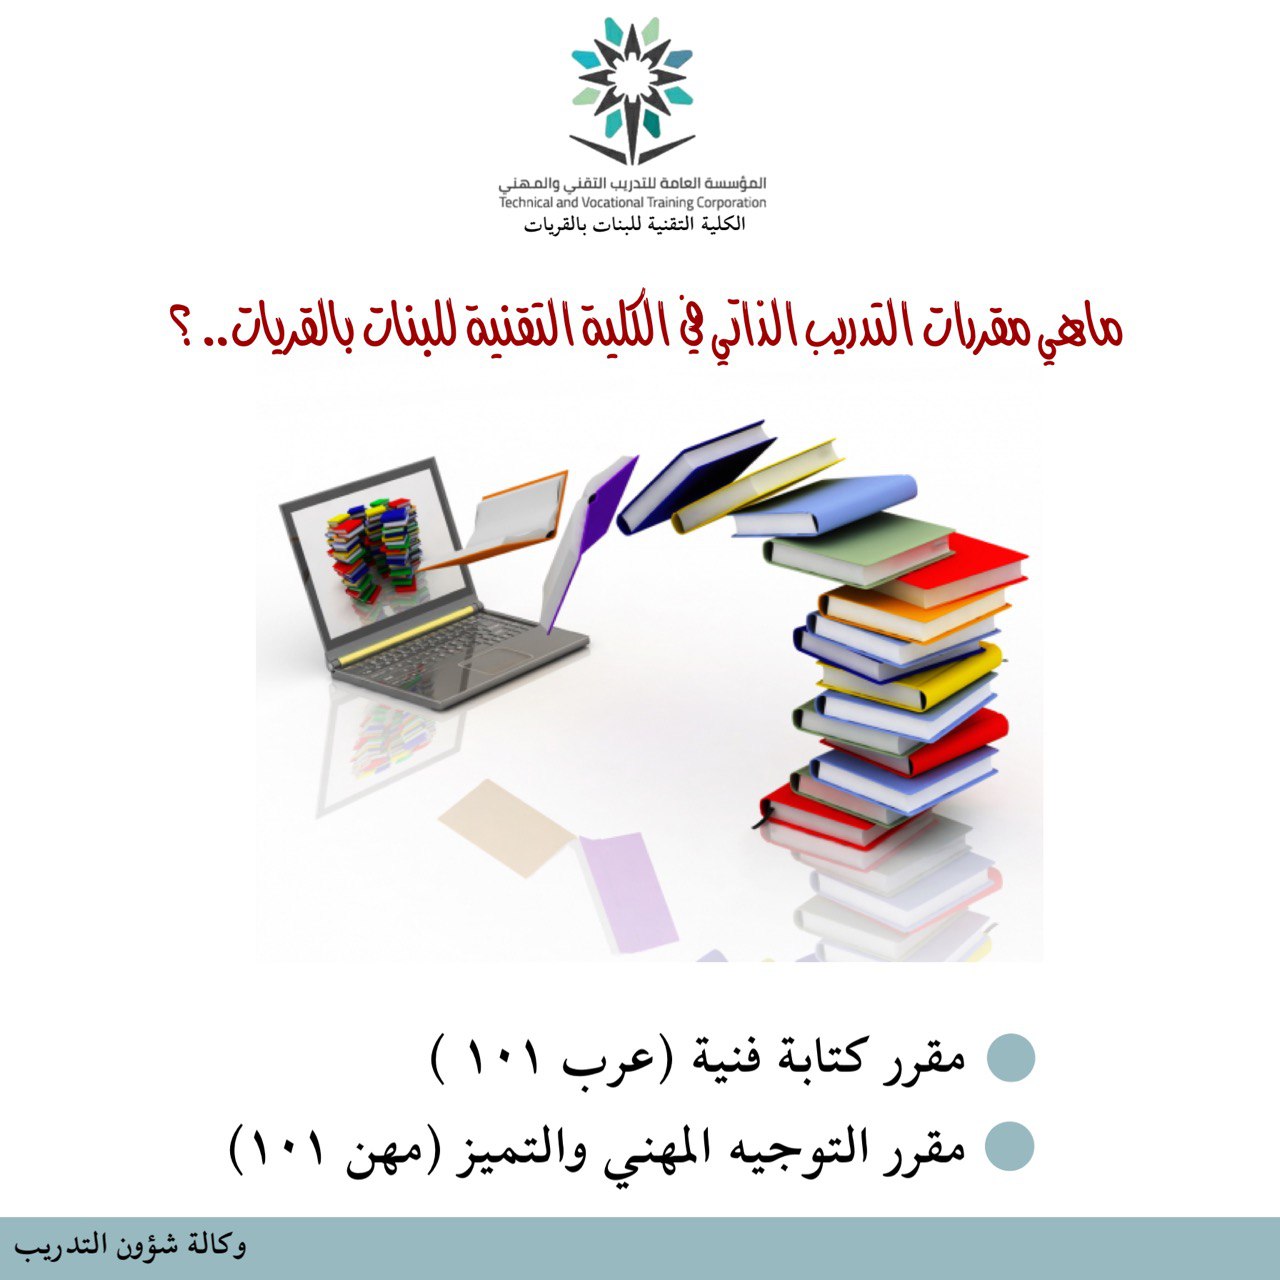 المؤسسة العامة للتدريب التقني والمهني
Technical and Vocational Training Corporation
الكلية التقنية للبنات بالقريات
ماهي مقررات التدريب الذاتي في الكلية التقنية للبنات بالقريات.. ؟
مقرر كتابة فنية (عرب ١٠١ )
مقرر التوجيه المهني والتميز (مهن ١٠١)
وكالة شؤون التدريب